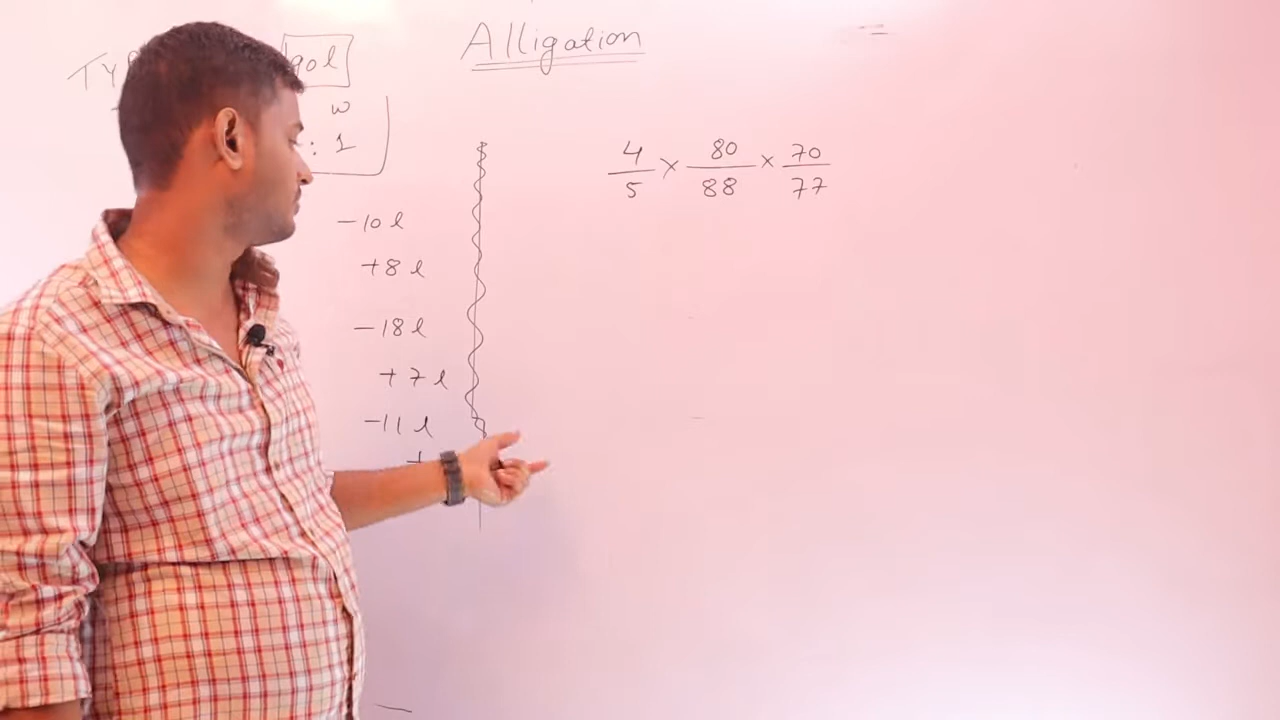 Alligation
90l
w
: 1
4/5 × 80/88 × 70/77
-10 l
+8 l
-18 l
+7 l
-11 l
+